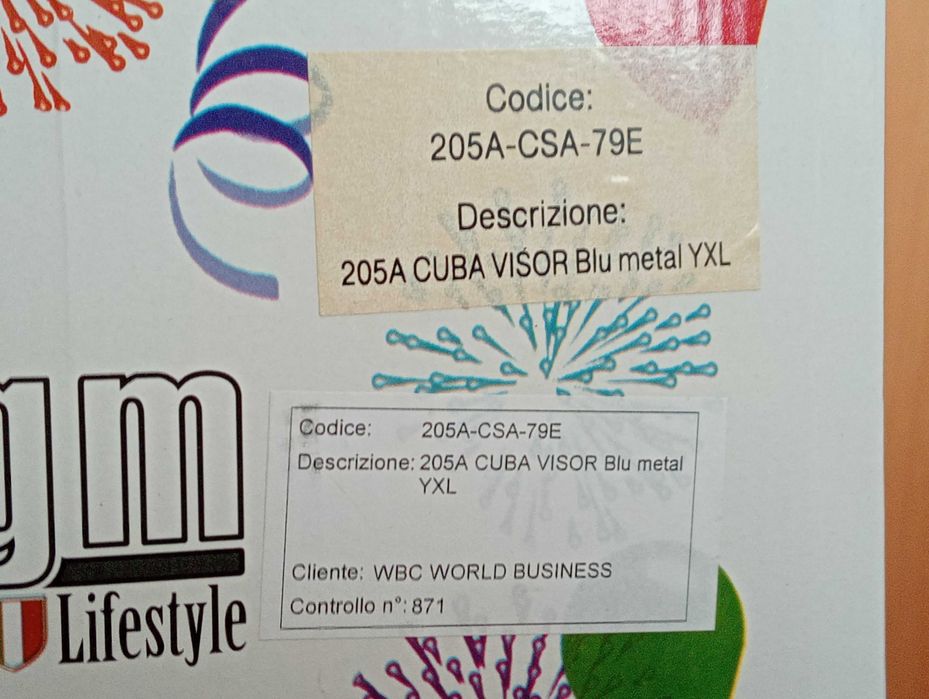 Codice:
205A-CSA-79E
Descrizione:
205A CUBA VISOR Blu metal YXL
gm
Lifestyle
Codice: 205A-CSA-79E
Descrizione: 205A CUBA VISOR Blu metal
YXL
Cliente: WBC WORLD BUSINESS
Controllo n°: 871